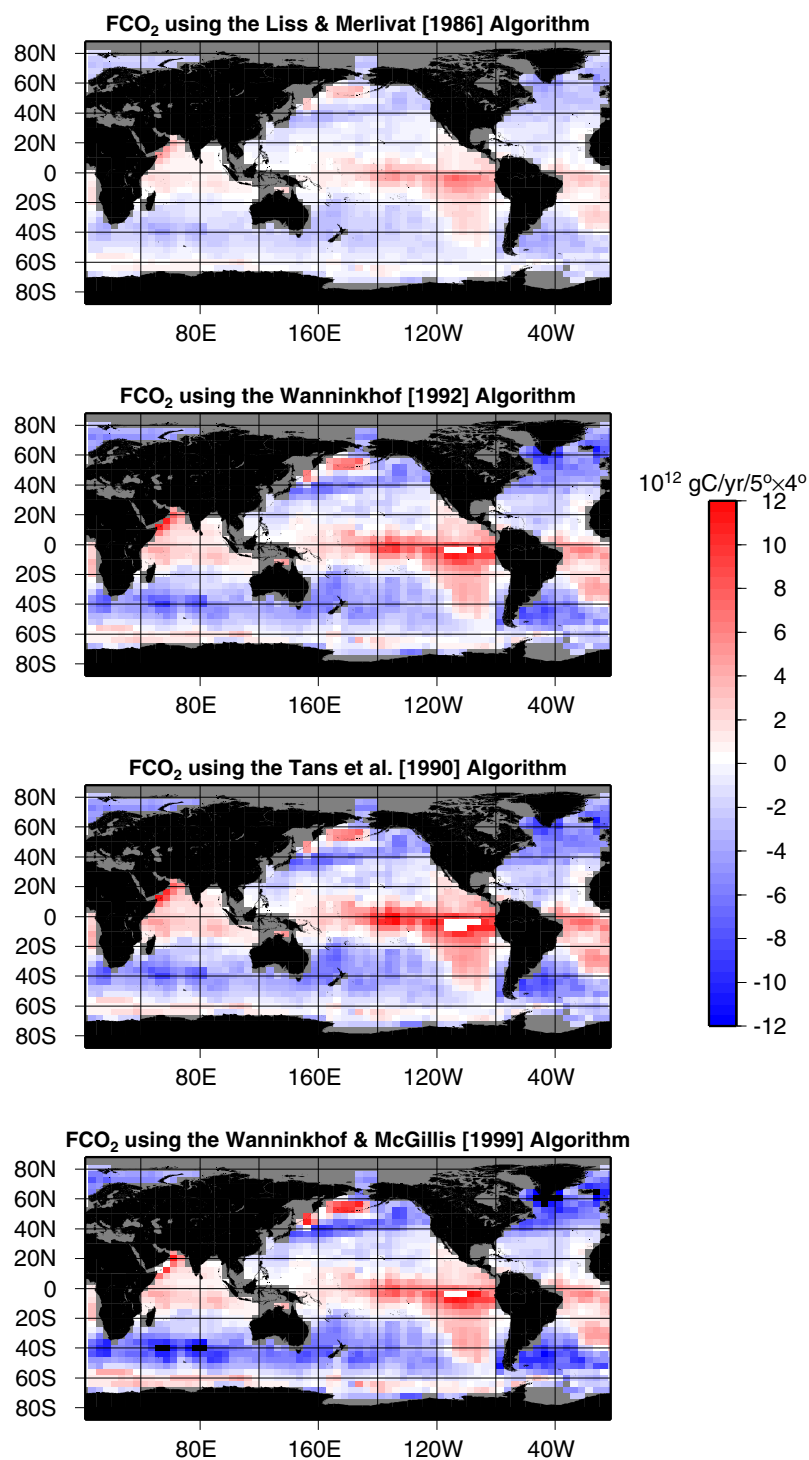 FCO₂ using the Liss & Merlivat [1986] Algorithm
80N
60N
40N
20N
0
20S
40S
60S
80S
80E 160E 120W 40W
FCO₂ using the Wanninkhof [1992] Algorithm
80N
60N
40N
20N
0
20S
40S
60S
80S
80E 160E 120W 40W
10¹² gC/yr/5º×4º
12
10
8
6
4
2
0
-2
-4
-6
-8
-10
-12
FCO₂ using the Tans et al. [1990] Algorithm
80N
60N
40N
20N
0
20S
40S
60S
80S
80E 160E 120W 40W
FCO₂ using the Wanninkhof & McGillis [1999] Algorithm
80N
60N
40N
20N
0
20S
40S
60S
80S
80E 160E 120W 40W